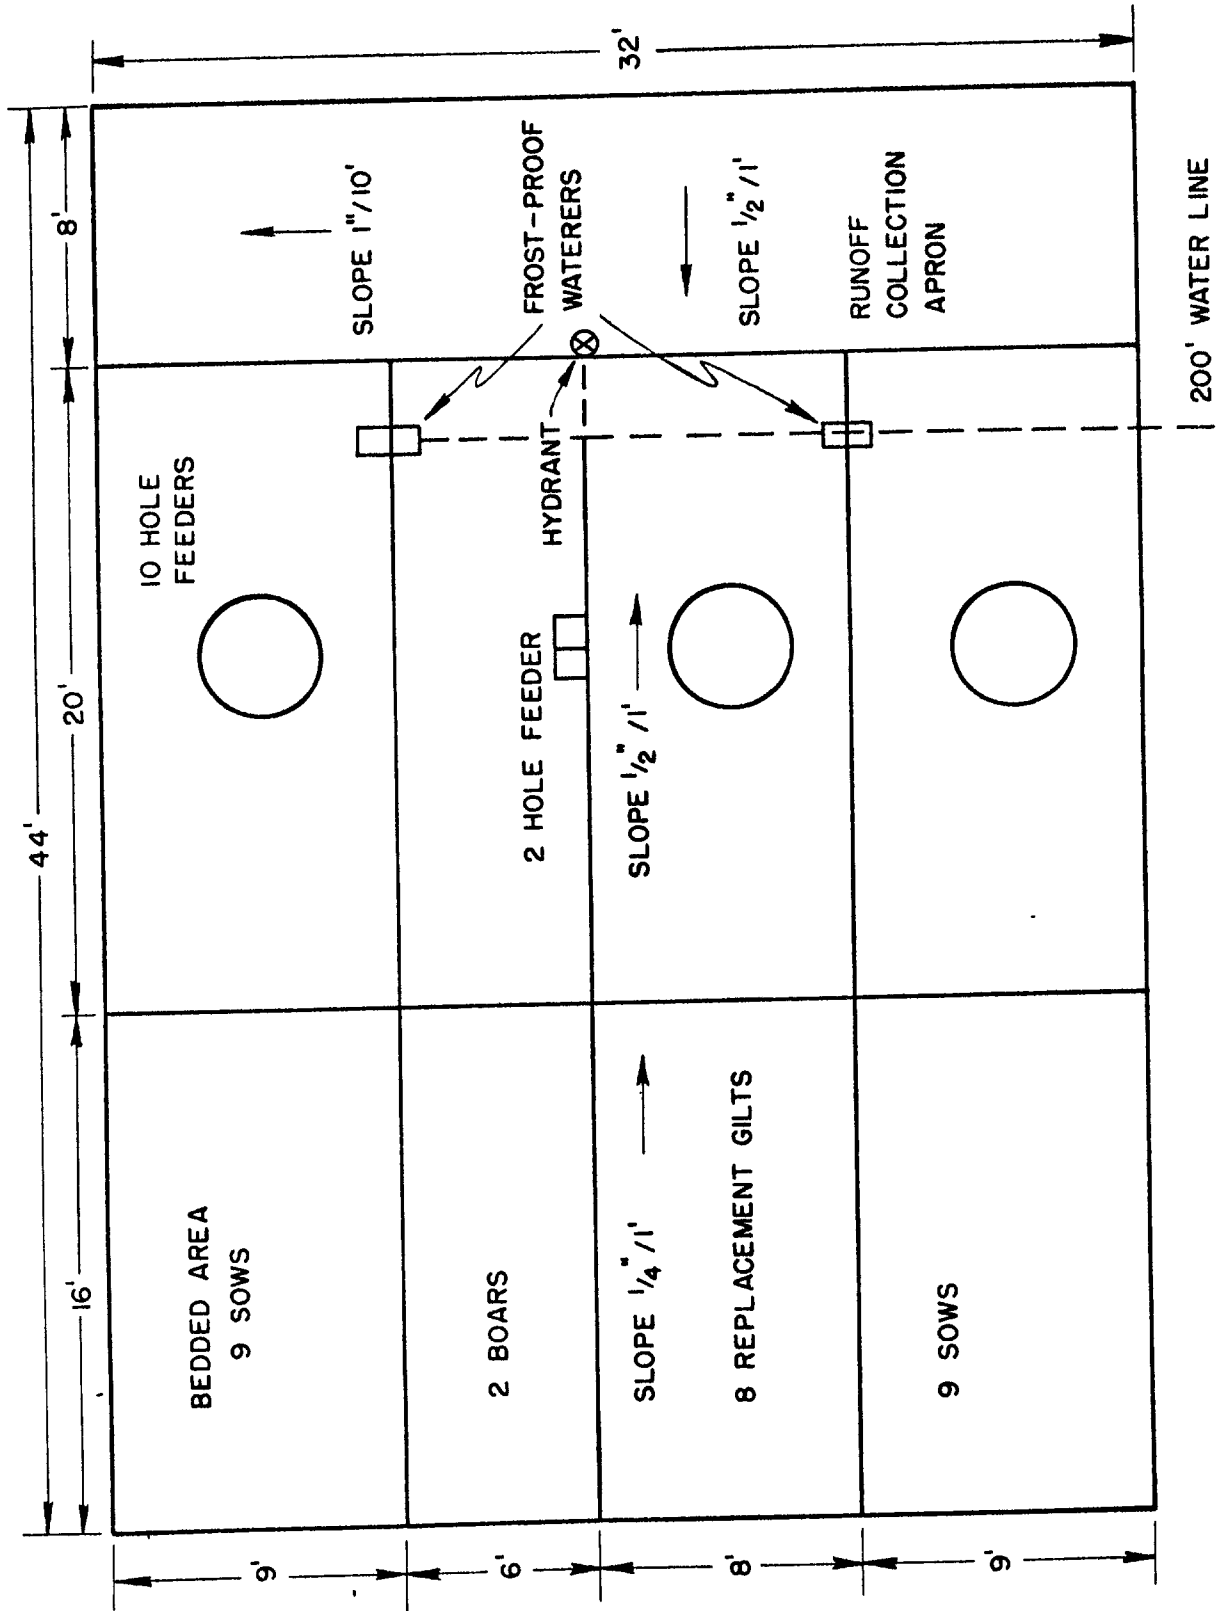 44'
16'
20'
8'
32'
9'
6'
8'
9'
BEDDED AREA
9 SOWS
2 BOARS
SLOPE 1/4"/1'
8 REPLACEMENT GILTS
9 SOWS
10 HOLE
FEEDERS
2 HOLE FEEDER
SLOPE 1/2"/1'
HYDRANT
SLOPE 1"/10'
FROST-PROOF
WATERERS
SLOPE 1/2"/1'
RUNOFF
COLLECTION
APRON
200' WATER LINE